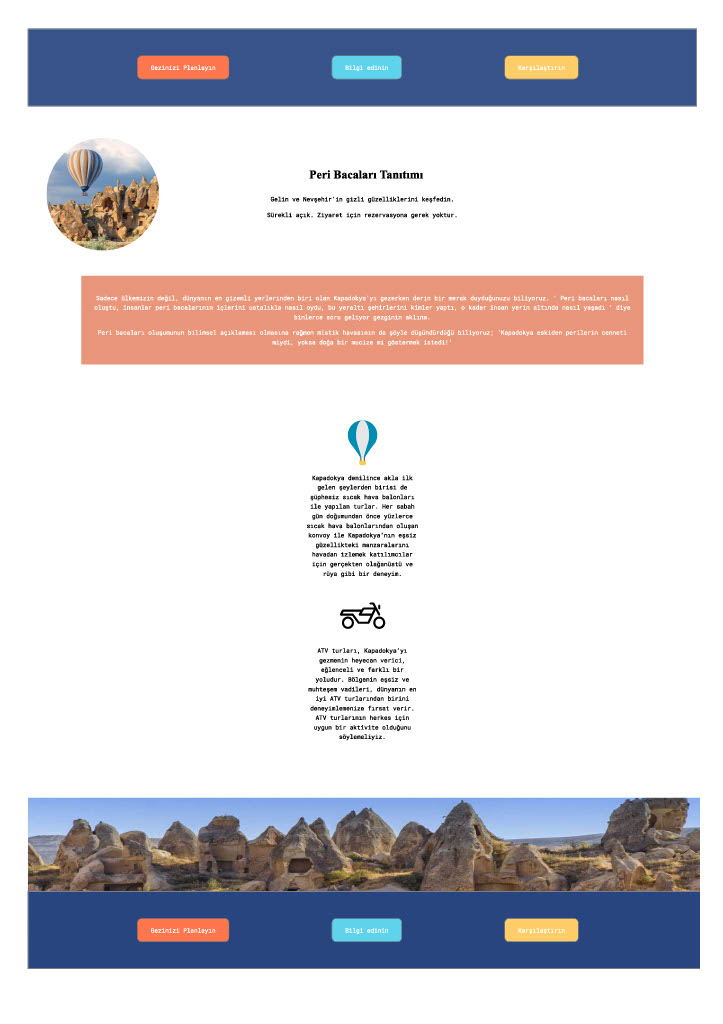 Gezinizi Planlayın
Bilgi edinin
Karşılaştırın
Peri Bacaları Tanıtımı
Gelin ve Nevşehir'in gizli güzelliklerini keşfedin.
Sürekli açık. Ziyaret için rezervasyona gerek yoktur.
Sadece ülkemizin değil, dünyanın en gizemli yerlerinden biri olan Kapadokya'yı gezerken derin bir merak duyduğunuzu biliyoruz. ' Peri bacaları nasıl
oluştu, insanlar peri bacalarının içlerini ustalıkla nasıl oydu, bu yeraltı şehirlerini kimler yaptı, o kadar insan yerin altında nasıl yaşadı ' diye
binlerce soru geliyor gezginin aklına.
Peri bacaları oluşumunun bilimsel açıklaması olmasına rağmen mistik havasının da şöyle düşündürdüğü biliyoruz; 'Kapadokya eskiden perilerin cenneti
miydi, yoksa doğa bir mucize mi göstermek istedi!'
Kapadokya denilince akla ilk
gelen şeylerden birisi de
şüphesiz sıcak hava balonları
ile yapılan turlar. Her sabah
gün doğumundan önce yüzlerce
sıcak hava balonlarından oluşan
konvoy ile Kapadokya'nın eşsiz
güzellikteki manzaralarını
havadan izlemek katılımcılar
için gerçekten olağanüstü ve
rüya gibi bir deneyim.
ATV turları, Kapadokya'yı
gezmenin heyecan verici,
eğlenceli ve farklı bir
yoludur. Bölgenin eşsiz ve
muhteşem vadileri, dünyanın en
iyi ATV turlarından birini
deneyimlemenize fırsat verir.
ATV turlarının herkes için
uygun bir aktivite olduğunu
söylemeliyiz.
Gezinizi Planlayın
Bilgi edinin
Karşılaştırın